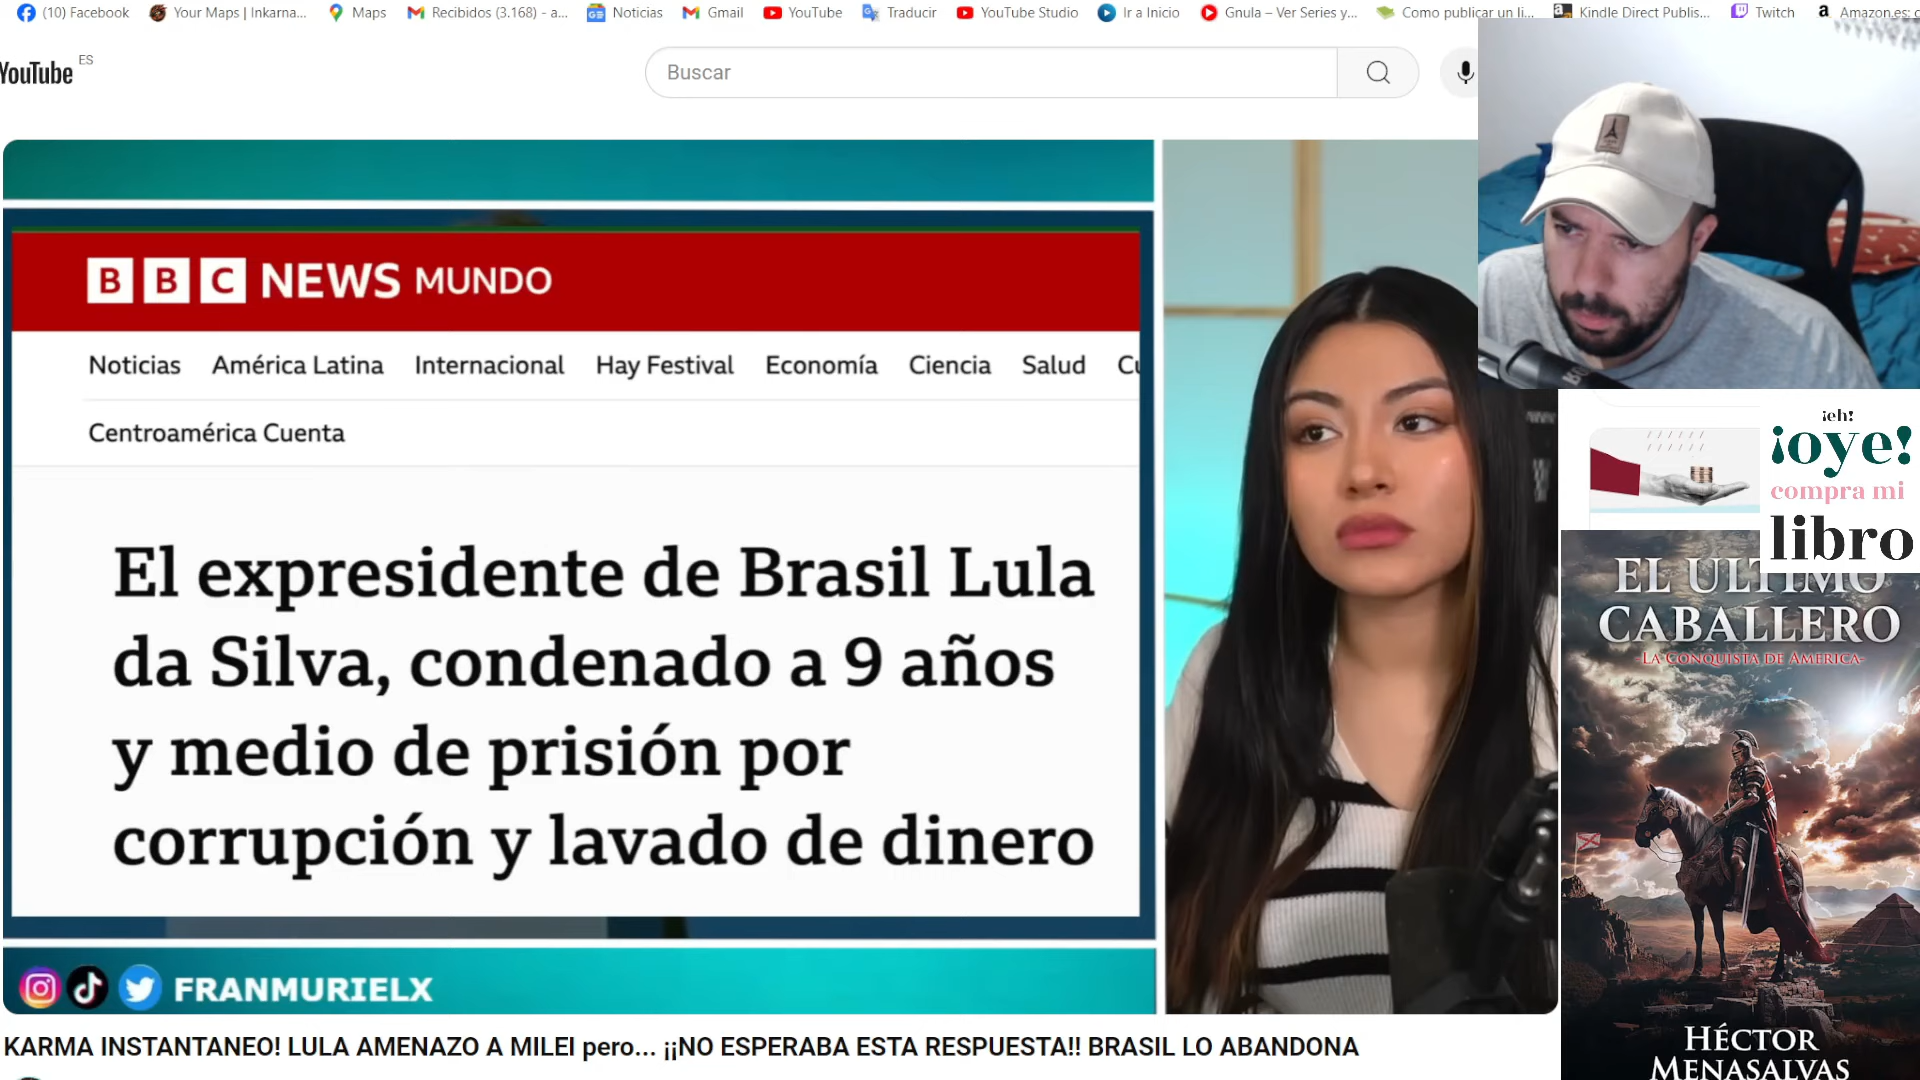 (10) Facebook
Your Maps | Inkarna...
Maps
Recibidos (3.168) - a...
Noticias
Gmail
YouTube
Traducir
YouTube Studio
Ir a Inicio
Gnula – Ver Series y...
Como publicar un li...
Kindle Direct Publis...
Twitch
Amazon.es: c
YouTube ES
Buscar
BBC NEWS MUNDO
Noticias América Latina Internacional Hay Festival Economía Ciencia Salud Cu
Centroamérica Cuenta
El expresidente de Brasil Lula
da Silva, condenado a 9 años
y medio de prisión por
corrupción y lavado de dinero
FRANMURIELX
KARMA INSTANTANEO! LULA AMENAZO A MILEI pero... ¡¡NO ESPERABA ESTA RESPUESTA!! BRASIL LO ABANDONA
¡eh!
¡oye!
compra mi
libro
EL ULTIMO
CABALLERO
-LA CONQUISTA DE AMERICA-
HÉCTOR
MENASALVAS